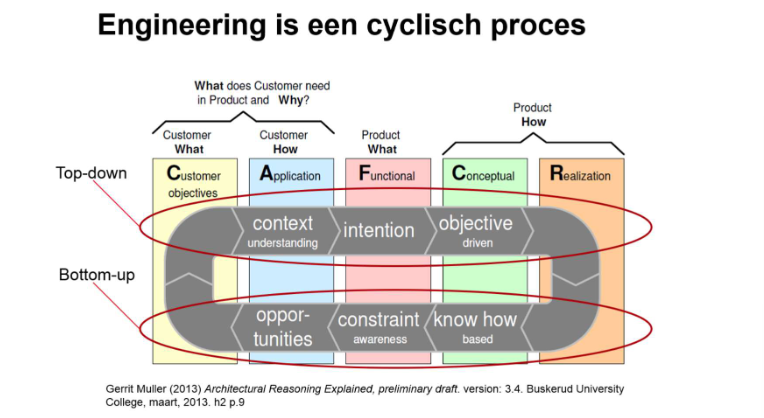 Engineering is een cyclisch proces
What does Customer need
in Product and Why?
Product
How
Customer
What
Customer
How
Product
What
Top-down
Customer
objectives
Application
Functional
Conceptual
Realization
context
understanding
intention
objective
driven
Bottom-up
oppor-
tunities
constraint
awareness
know how
based
Gerrit Muller (2013) Architectural Reasoning Explained, preliminary draft. version: 3.4. Buskerud University
College, maart, 2013. h2 p.9